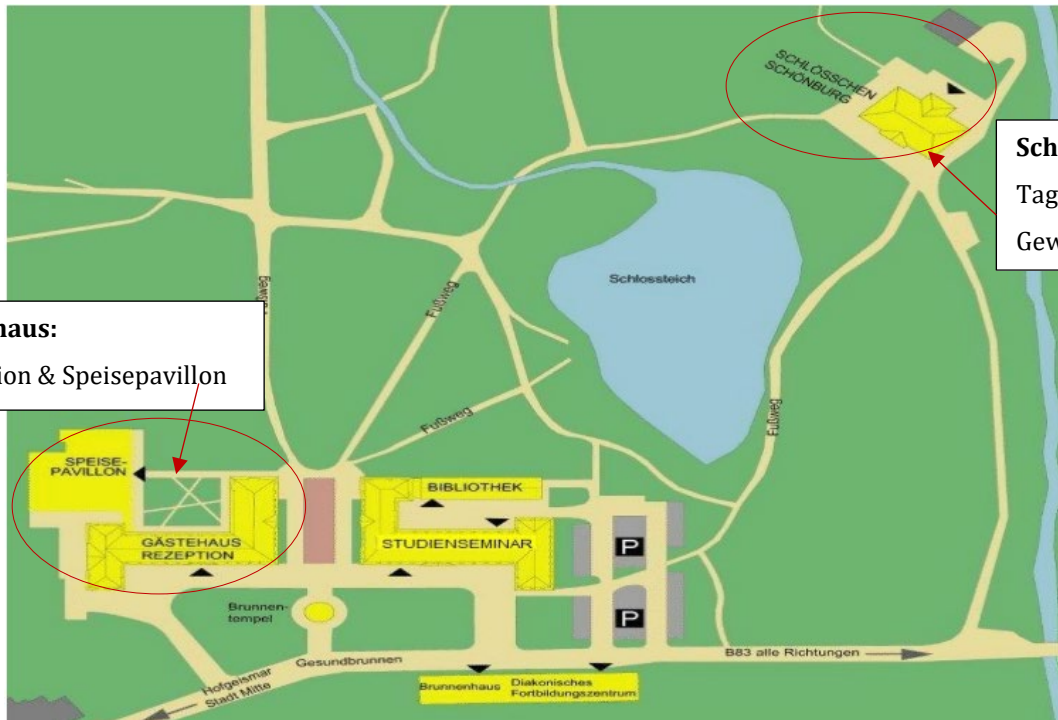 SCHLÖSSCHEN
SCHÖNBURG
Sch
Tag
Gew
Schlossteich
Fußweg
Fußweg
haus:
ion & Speisepavillon
Fußweg
Fußweg
SPEISE-
PAVILLON
BIBLIOTHEK
GÄSTEHAUS
REZEPTION
STUDIENSEMINAR
P
P
Brunnen-
tempel
Gesundbrunnen
B83 alle Richtungen
Hofgeismar
Stadt Mitte
Brunnenhaus
Diakonisches
Fortbildungszentrum